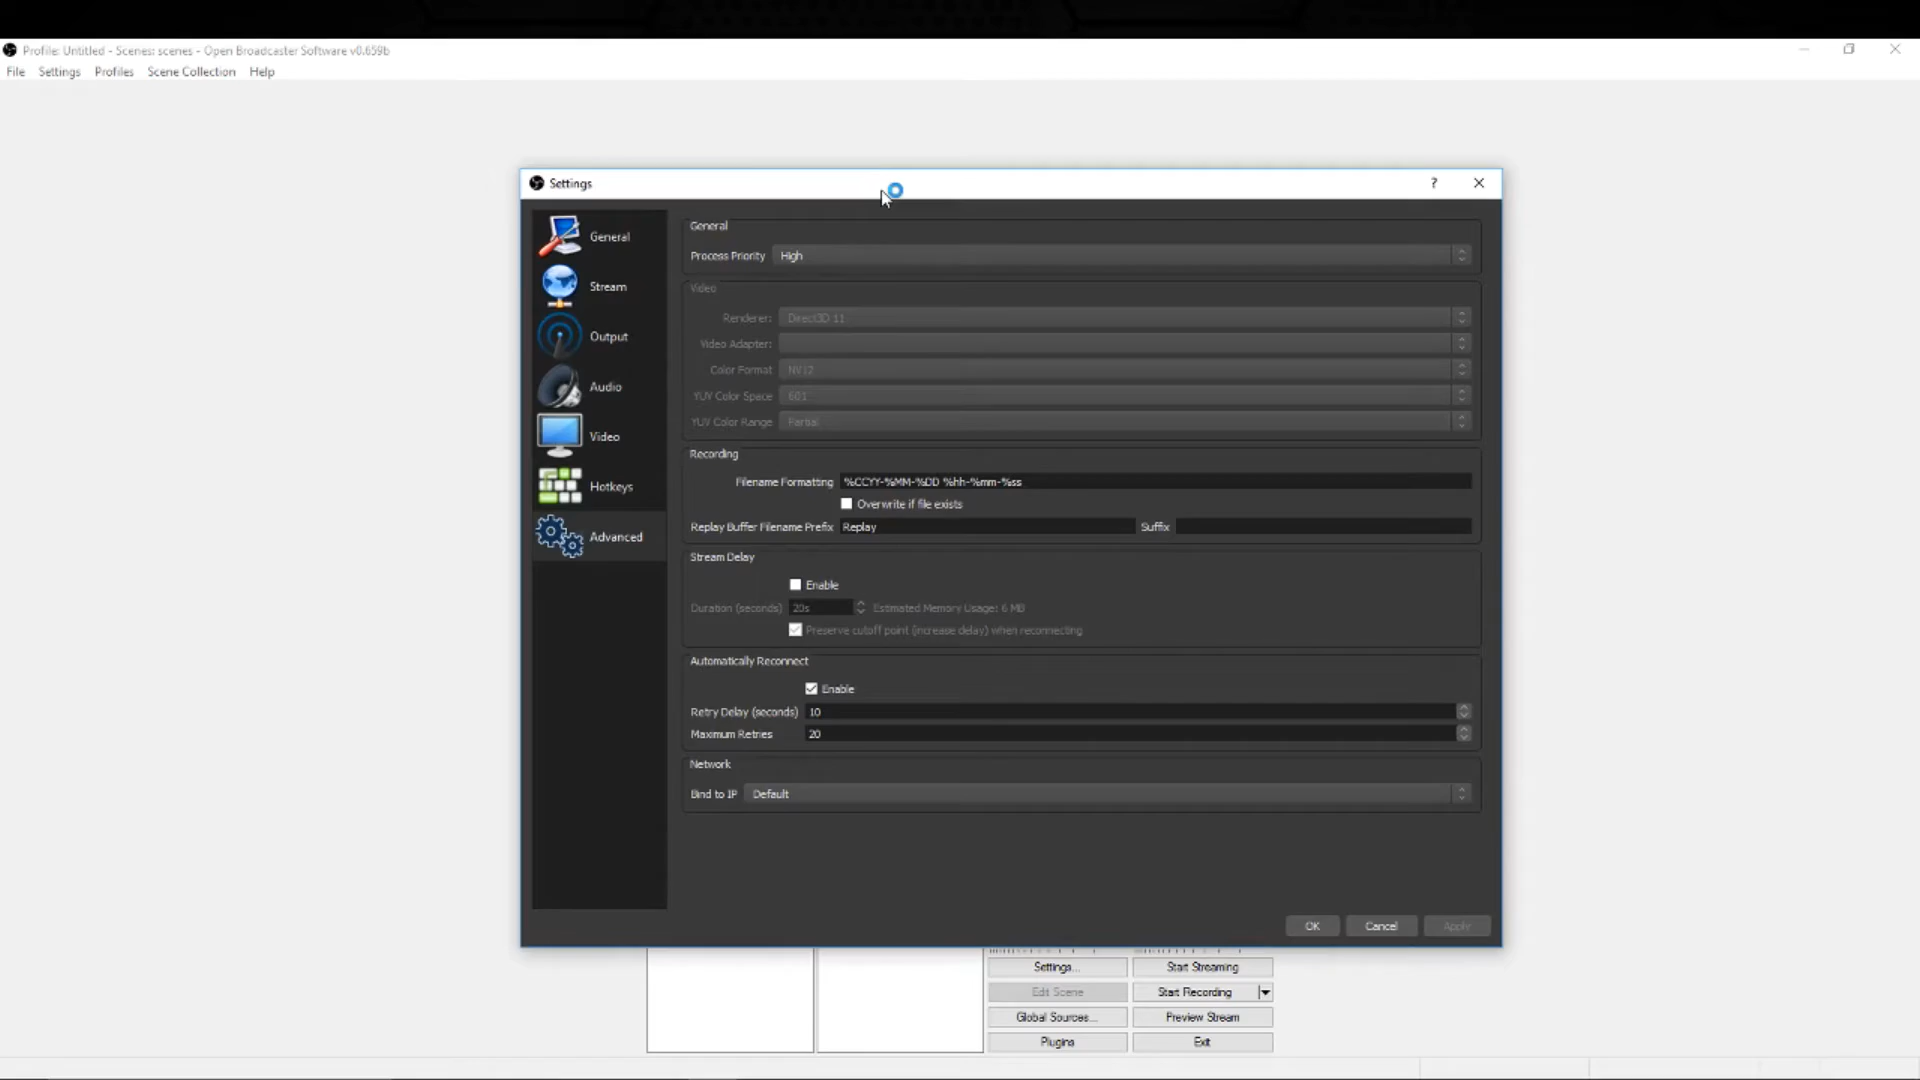 Profile: Untitled - Scenes: scenes - Open Broadcaster Software v0.659b
File Settings Profiles Scene Collection Help
Settings
?
General
Stream
Output
Audio
Video
Hotkeys
Advanced
General
Process Priority High
Video
Renderer: Direct3D 11
Video Adapter:
Color Format NV12
YUV Color Space 601
YUV Color Range Partial
Recording
Filename Formatting %CCYY-%MM-%DD %hh-%mm-%ss
Overwrite if file exists
Replay Buffer Filename Prefix Replay Suffix
Stream Delay
Enable
Duration (seconds) 20s Estimated Memory Usage: 6 MB
Preserve cutoff point (increase delay) when reconnecting
Automatically Reconnect
Enable
Retry Delay (seconds) 10
Maximum Retries 20
Network
Bind to IP Default
OK Cancel Apply
Settings... Start Streaming
Edit Scene Start Recording
Global Sources... Preview Stream
Plugins Exit